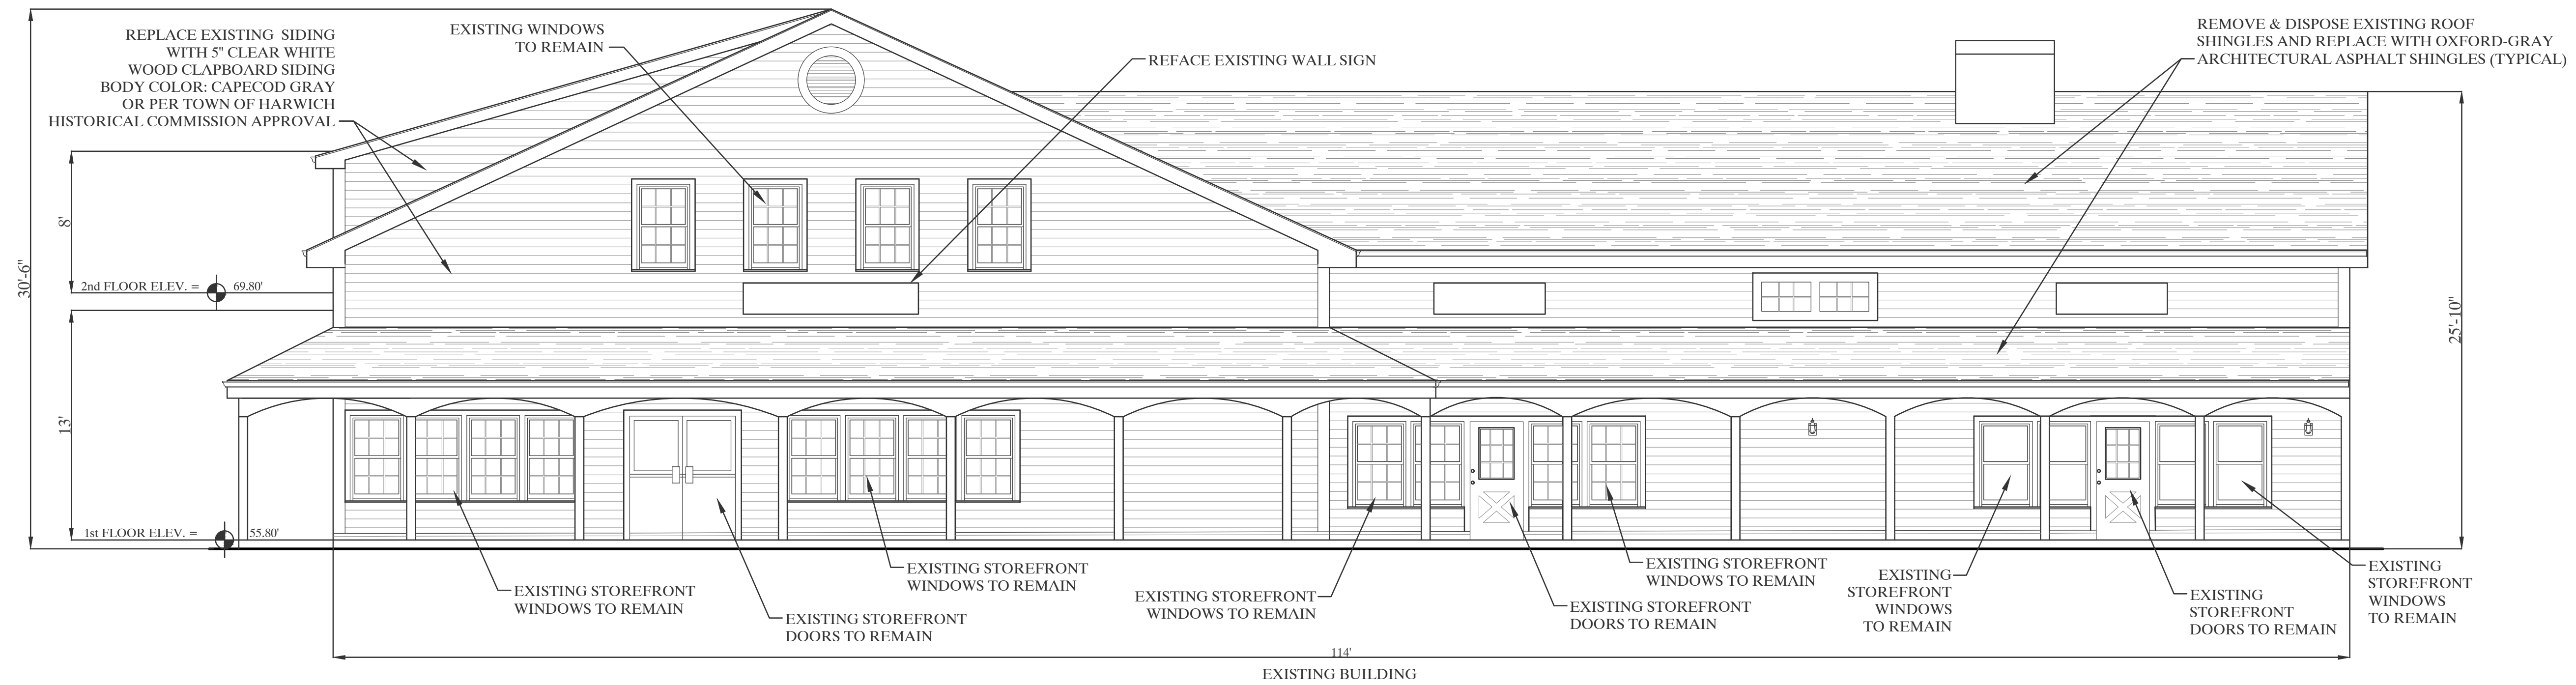 REPLACE EXISTING  SIDING
WITH 5" CLEAR WHITE
WOOD CLAPBOARD SIDING
BODY COLOR: CAPECOD GRAY
OR PER TOWN OF HARWICH
HISTORICAL COMMISSION APPROVAL
EXISTING WINDOWS
TO REMAIN
REFACE EXISTING WALL SIGN
REMOVE & DISPOSE EXISTING ROOF
SHINGLES AND REPLACE WITH OXFORD-GRAY
ARCHITECTURAL ASPHALT SHINGLES (TYPICAL)
30'-6"
8'
2nd FLOOR ELEV. =
69.80'
13'
1st FLOOR ELEV. =
55.80'
25'-10"
EXISTING STOREFRONT
WINDOWS TO REMAIN
EXISTING STOREFRONT
DOORS TO REMAIN
EXISTING STOREFRONT
WINDOWS TO REMAIN
EXISTING STOREFRONT
WINDOWS TO REMAIN
EXISTING STOREFRONT
DOORS TO REMAIN
EXISTING STOREFRONT
WINDOWS TO REMAIN
EXISTING
STOREFRONT
WINDOWS
TO REMAIN
EXISTING
STOREFRONT
DOORS TO REMAIN
EXISTING
STOREFRONT
WINDOWS
TO REMAIN
114'
EXISTING BUILDING